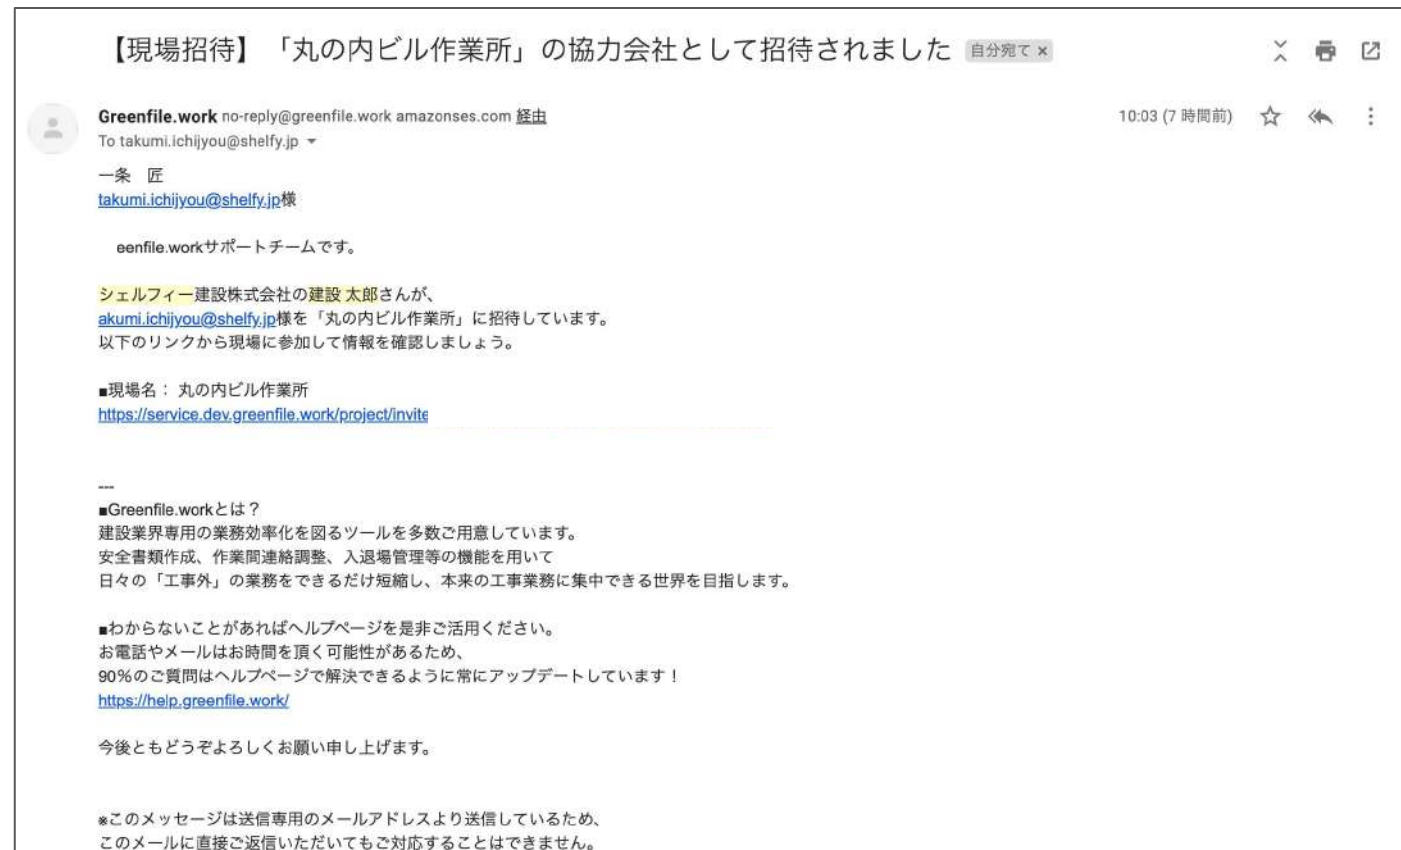 【現場招待】「丸の内ビル作業所」の協力会社として招待されました 自分宛て ×
Greenfile.work no-reply@greenfile.work amazonses.com 経由 10:03 (7 時間前)
To takumi.ichijyou@shelfy.jp
一条 匠
takumi.ichijyou@shelfy.jp様
eenfile.workサポートチームです。
シェルフィー建設株式会社の建設 太郎さんが、
akumi.ichijyou@shelfy.jp様を「丸の内ビル作業所」に招待しています。
以下のリンクから現場に参加して情報を確認しましょう。
■現場名： 丸の内ビル作業所
https://service.dev.greenfile.work/project/invite
---
■Greenfile.workとは？
建設業界専用の業務効率化を図るツールを多数ご用意しています。
安全書類作成、作業間連絡調整、入退場管理等の機能を用いて
日々の「工事外」の業務をできるだけ短縮し、本来の工事業務に集中できる世界を目指します。
■わからないことがあればヘルプページを是非ご活用ください。
お電話やメールはお時間を頂く可能性があるため、
90％のご質問はヘルプページで解決できるように常にアップデートしています！
https://help.greenfile.work/
今後ともどうぞよろしくお願い申し上げます。
※このメッセージは送信専用のメールアドレスより送信しているため、
このメールに直接ご返信いただいてもご対応することはできません。